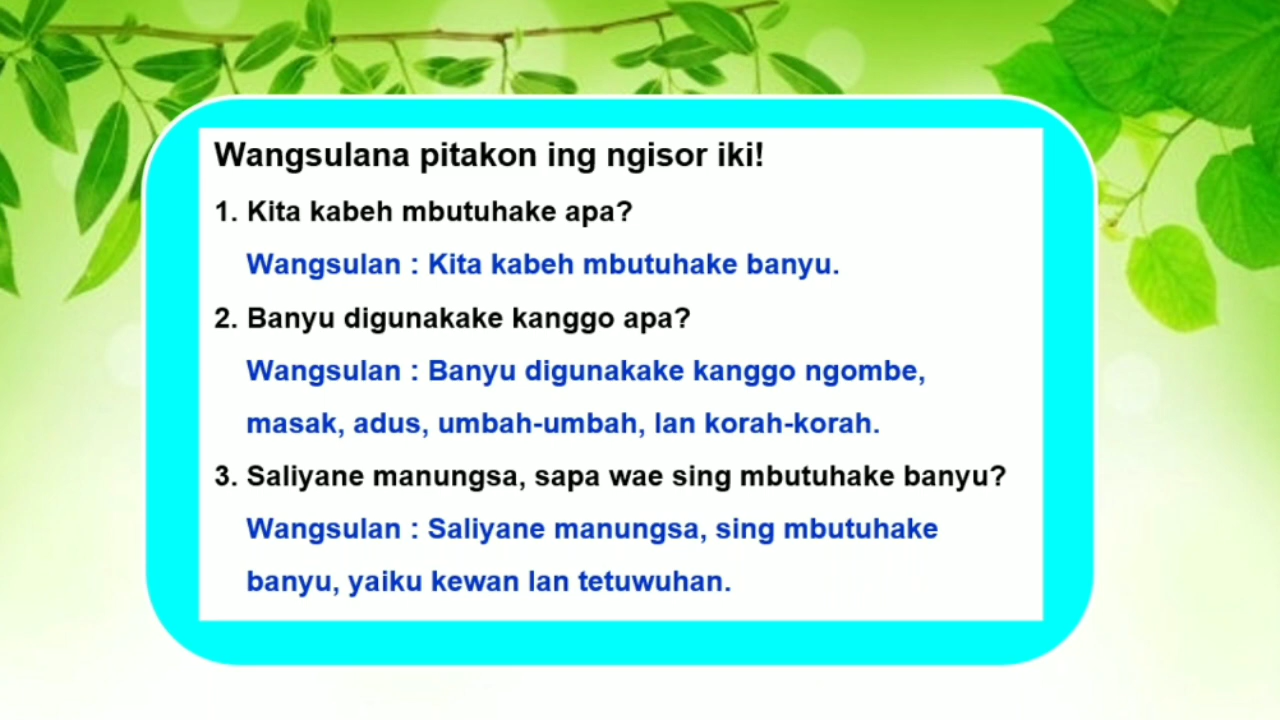 Wangsulana pitakon ing ngisor iki!
1. Kita kabeh mbutuhake apa?
Wangsulan : Kita kabeh mbutuhake banyu.
2. Banyu digunakake kanggo apa?
Wangsulan : Banyu digunakake kanggo ngombe,
masak, adus, umbah-umbah, lan korah-korah.
3. Saliyane manungsa, sapa wae sing mbutuhake banyu?
Wangsulan : Saliyane manungsa, sing mbutuhake
banyu, yaiku kewan lan tetuwuhan.